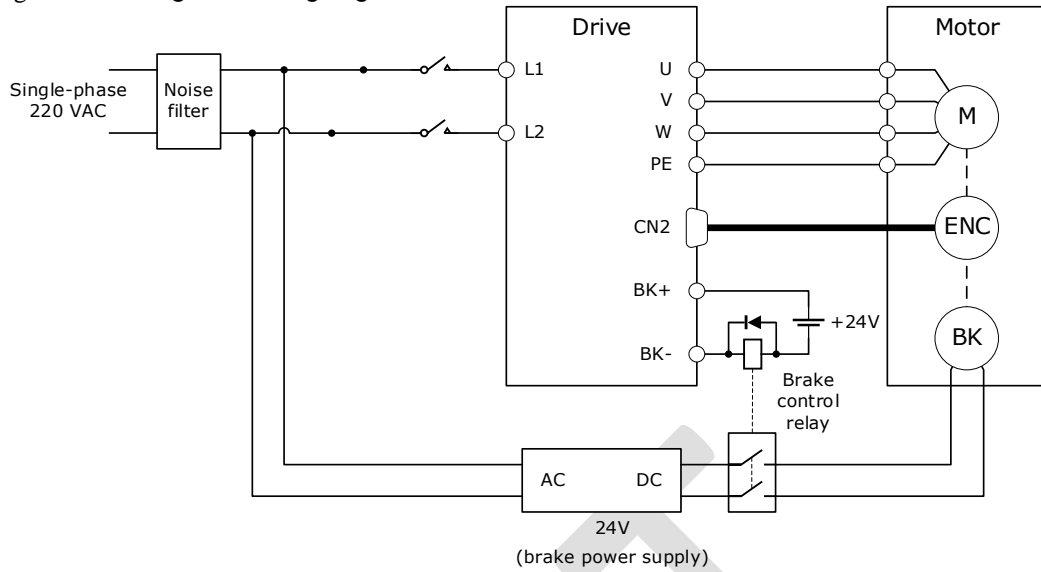 Drive
Motor
Single-phase
220 VAC
Noise
filter
L1
L2
U
V
W
PE
M
CN2
ENC
BK+
+24V
BK-
BK
Brake
control
relay
AC
DC
24V
(brake power supply)